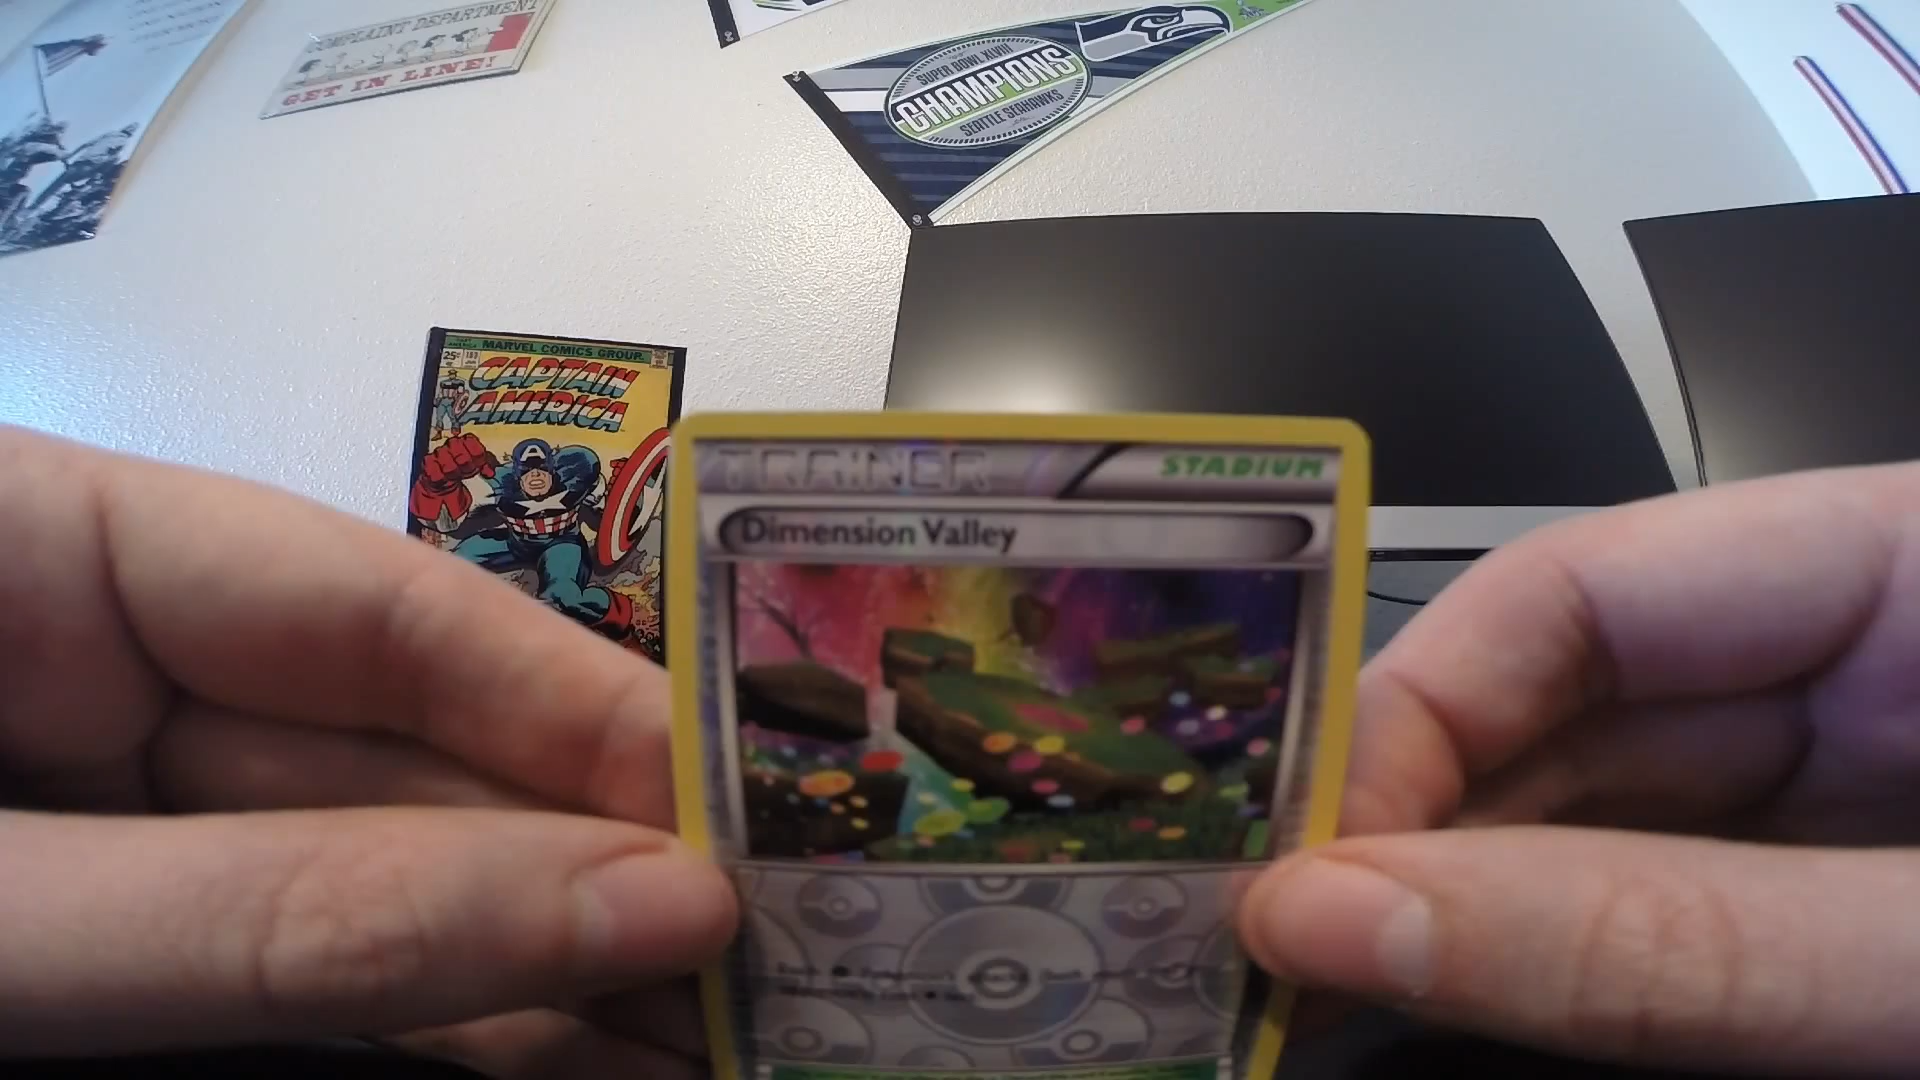 COMPLAINT DEPARTMENT
GET IN LINE!
SUPER BOWL XLVIII
CHAMPIONS
SEATTLE SEAHAWKS
MARVEL COMICS GROUP
25¢
CAPTAIN
AMERICA
TRAINER
STADIUM
Dimension Valley